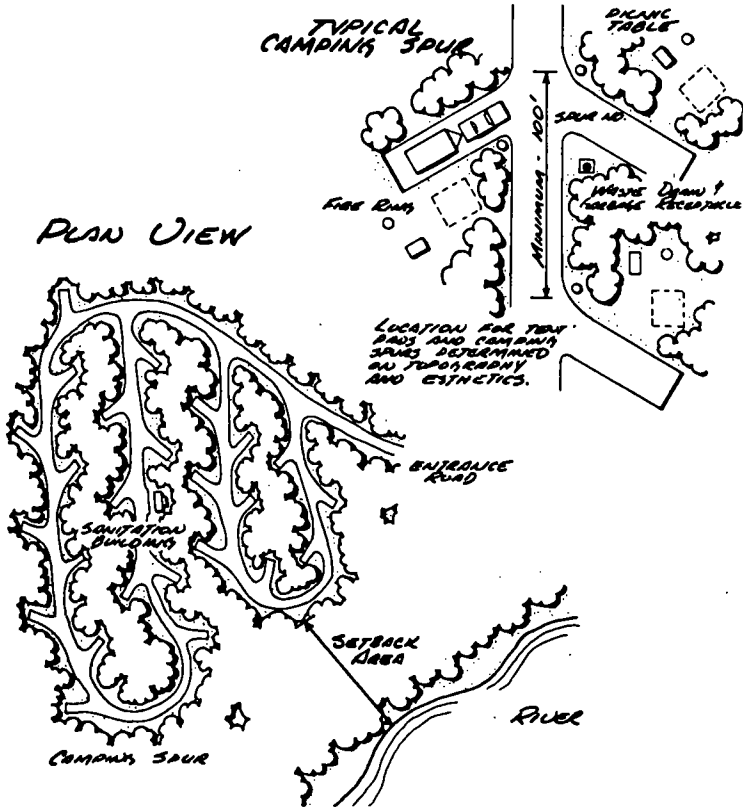 TYPICAL
CAMPING SPUR
PICNIC
TABLE
SPUR NO.
MINIMUM - 100'
FIRE RING
WASTE DRAIN &
GARBAGE RECEPTACLE
PLAN VIEW
LOCATION FOR TENT
PADS AND CAMPING
SPURS DETERMINED
ON TOPOGRAPHY
AND ESTHETICS.
ENTRANCE
ROAD
SANITATION
BUILDING
SETBACK
AREA
RIVER
CAMPING SPUR